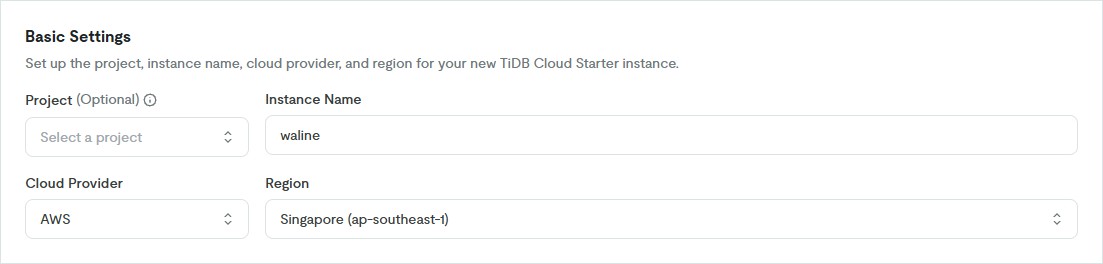 Basic Settings
Set up the project, instance name, cloud provider, and region for your new TiDB Cloud Starter instance.
Project (Optional)
Instance Name
Select a project
waline
Cloud Provider
Region
AWS
Singapore (ap-southeast-1)